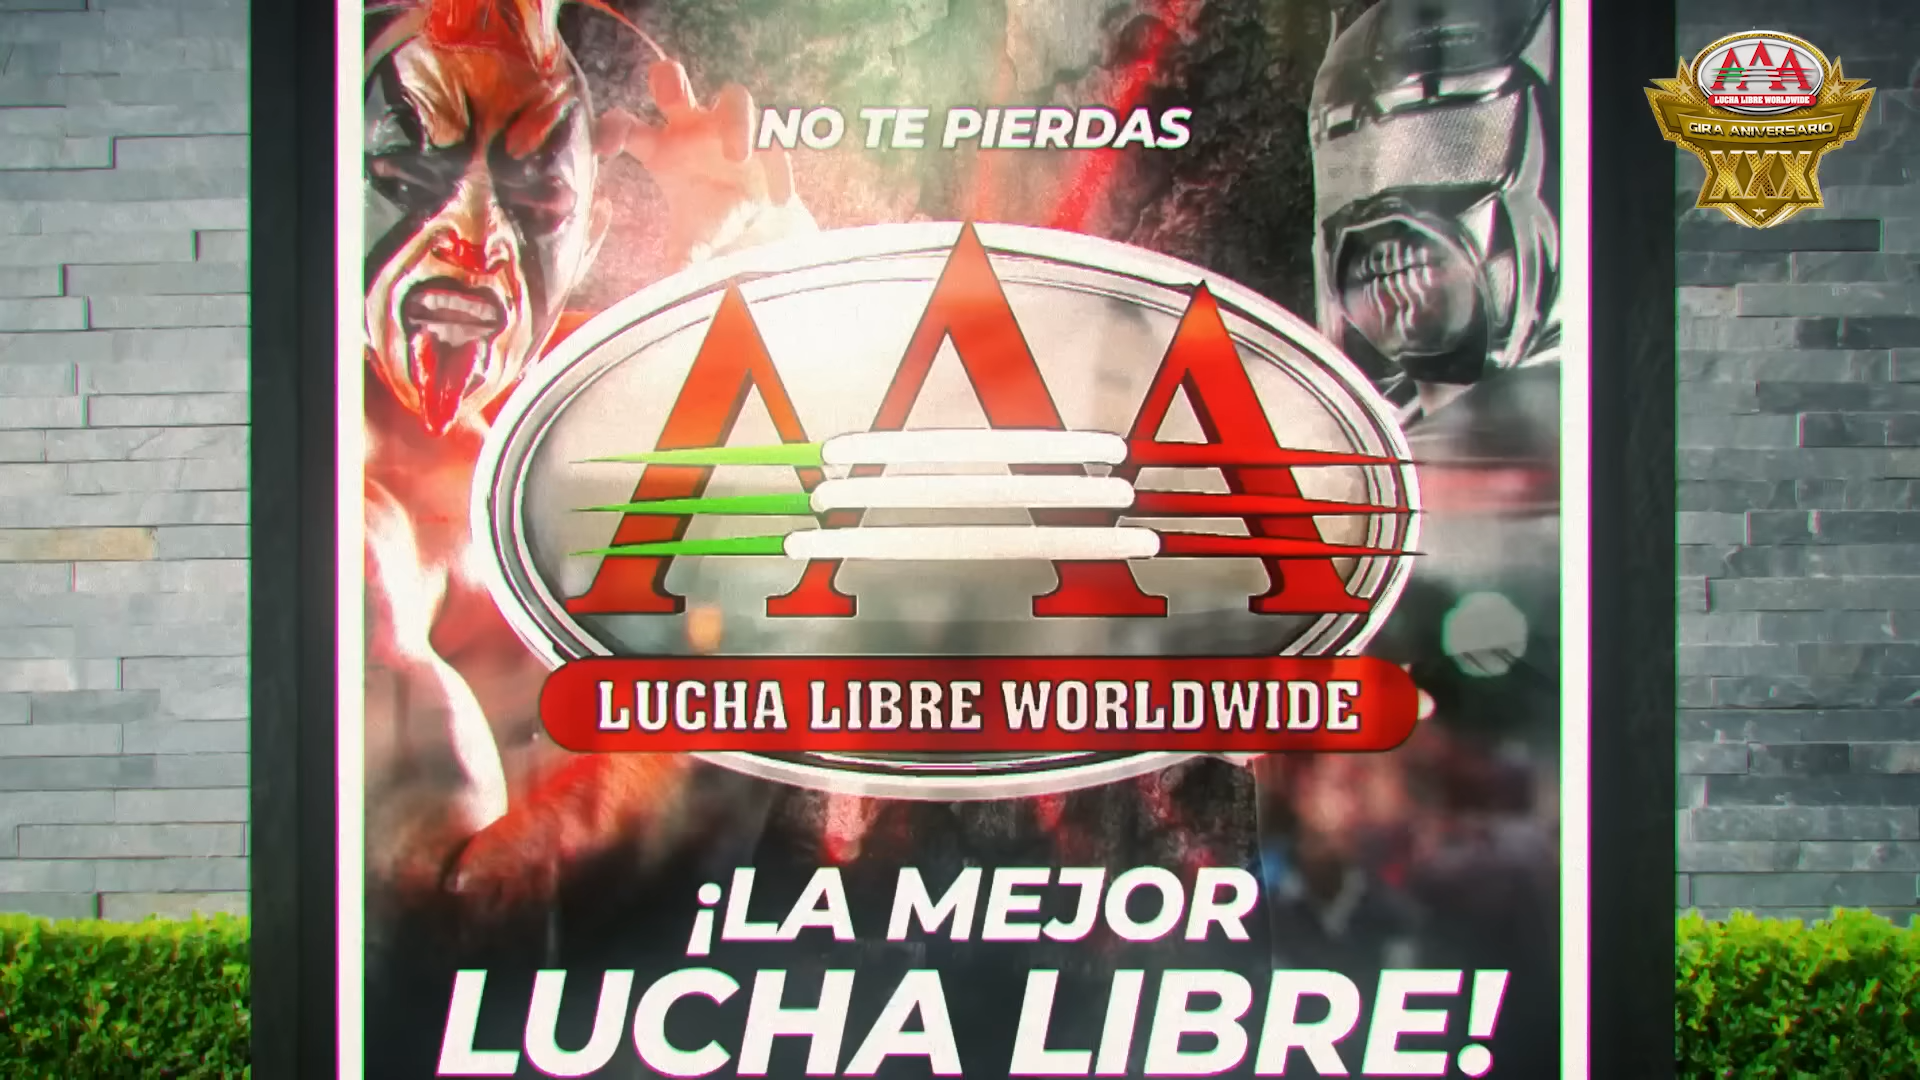 NO TE PIERDAS
AAA
LUCHA LIBRE WORLDWIDE
¡LA MEJOR
LUCHA LIBRE!
AAA
LUCHA LIBRE WORLDWIDE
GIRA ANIVERSARIO
XXX